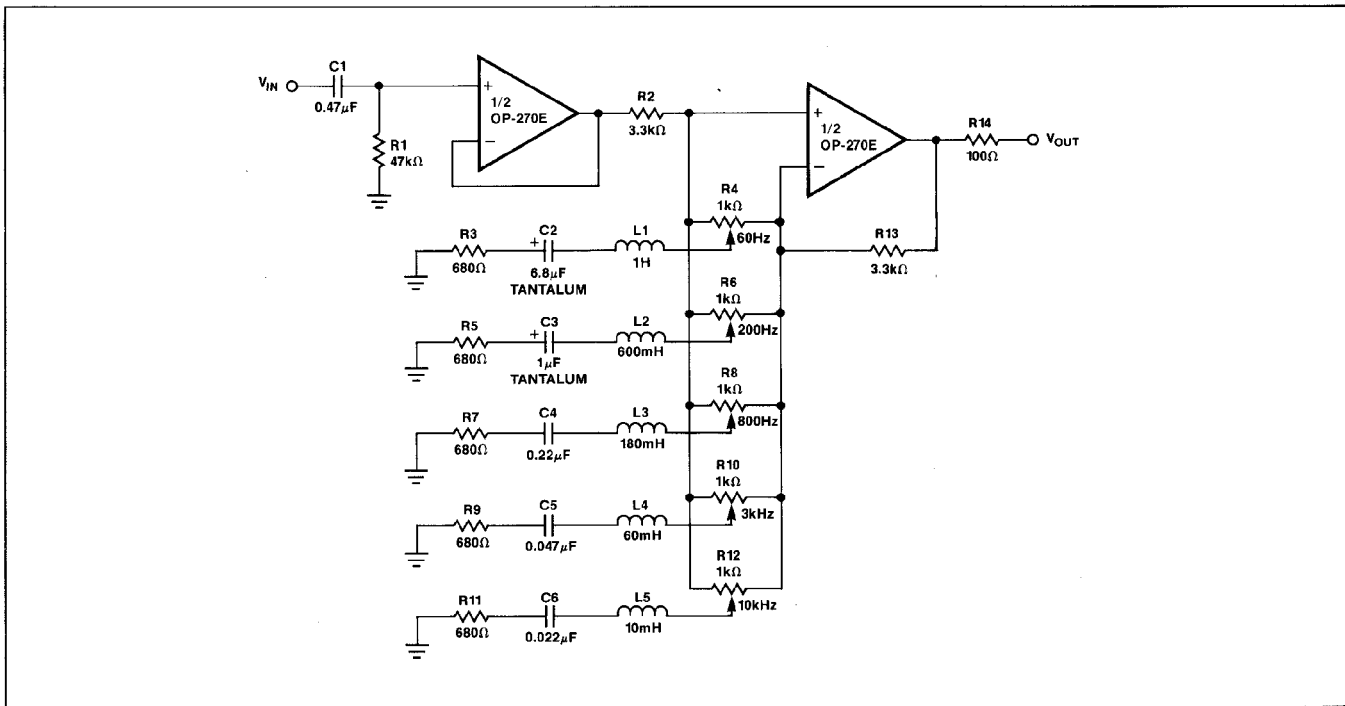 C1
V_IN
0.47µF
R1
47kΩ
+
1/2
OP-270E
−
R2
3.3kΩ
+
1/2
OP-270E
−
R14
100Ω
V_OUT
R13
3.3kΩ
R4
1kΩ
60Hz
R3
680Ω
+
C2
6.8µF
TANTALUM
L1
1H
R6
1kΩ
200Hz
R5
680Ω
+
C3
1µF
TANTALUM
L2
600mH
R8
1kΩ
800Hz
R7
680Ω
C4
0.22µF
L3
180mH
R10
1kΩ
3kHz
R9
680Ω
C5
0.047µF
L4
60mH
R12
1kΩ
10kHz
R11
680Ω
C6
0.022µF
L5
10mH